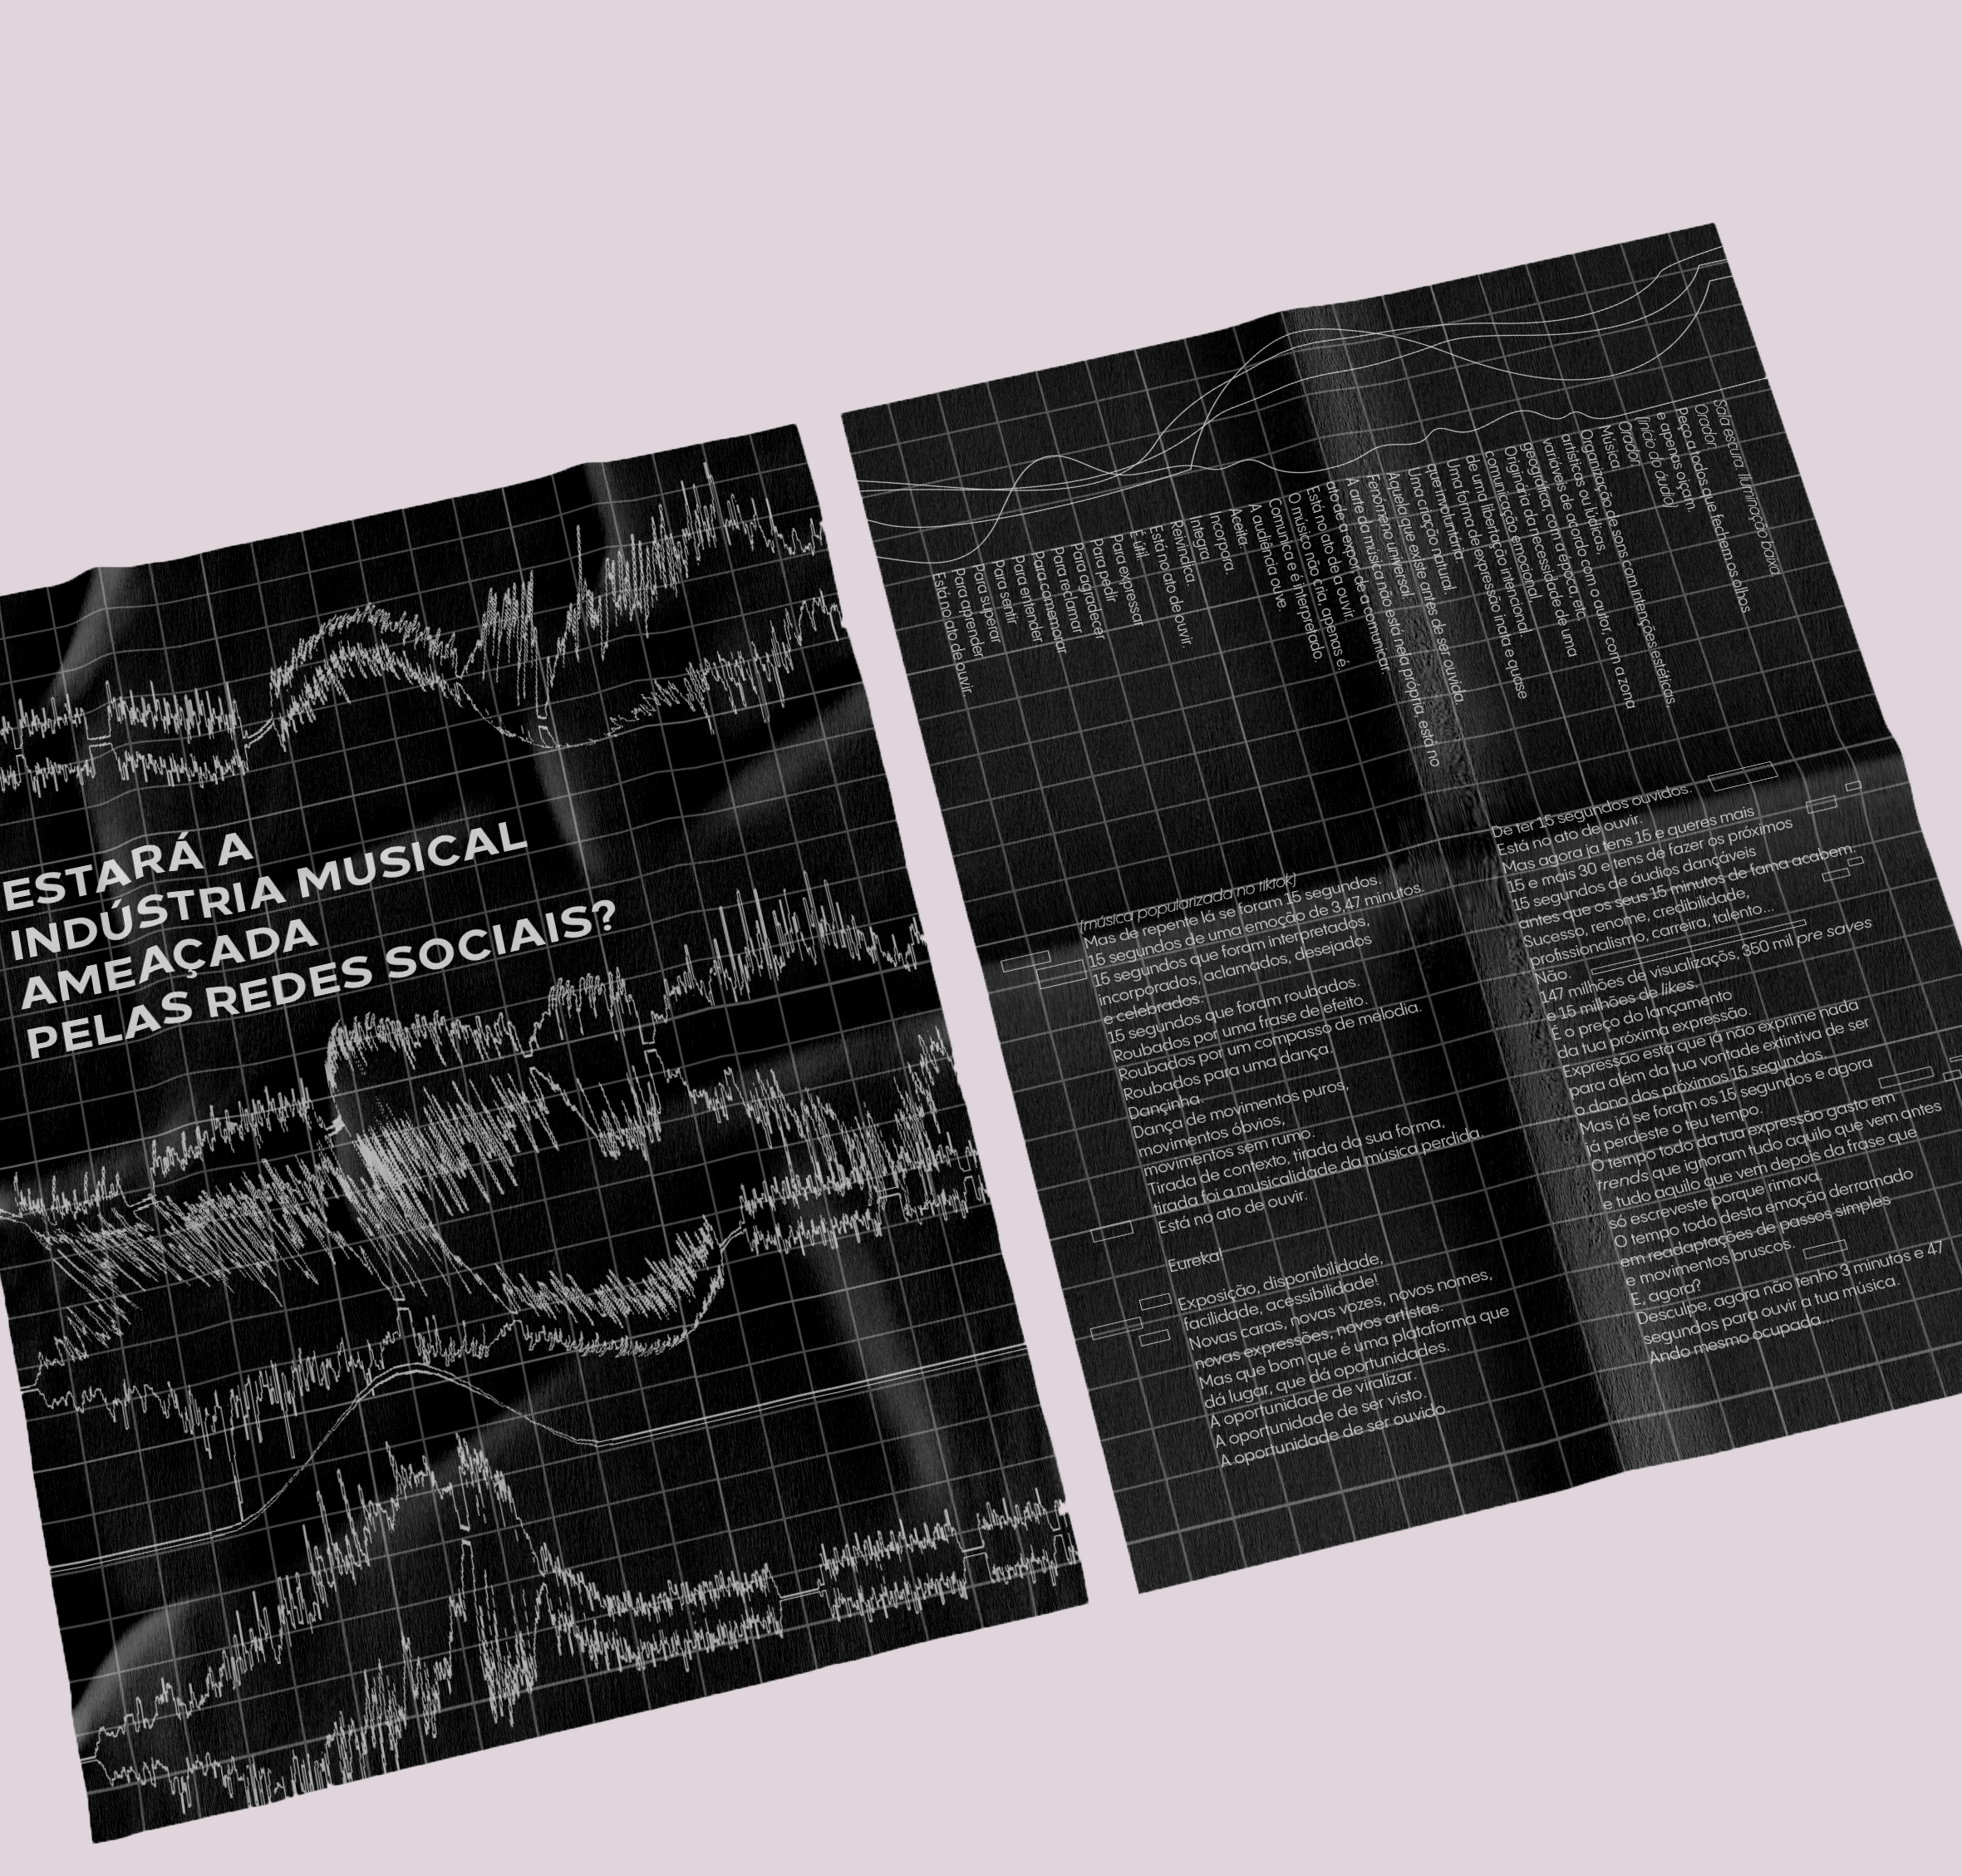 ESTARÁ A
INDÚSTRIA MUSICAL
AMEAÇADA
PELAS REDES SOCIAIS?
Sala escura, iluminação baixa
Orador:
Peço a todos que fechem os olhos
e apenas oiçam.
[Início do áudio]
Orador:
Música:
Organização de sons com intenções estéticas,
artísticas ou lúdicas,
variáveis de acordo com o autor, com a zona
geográfica, com a época, etc.
Originário da necessidade de uma
comunicação emocional,
de uma libertação intencional.
Uma forma de expressão inata e quase
que involuntária.
Uma criação natural.
Aquela que existe antes de ser ouvida.
Fenómeno universal.
A arte da música não está nela própria, está no
ato de a expor, de a comunicar.
Está no ato de a ouvir.
O músico não cria, apenas é.
Comunica e é interpretado.
A audiência ouve.
Aceita.
Incorpora.
Integra.
Reivindica.
Está no ato de ouvir.
É útil.
Para expressar
Para pedir
Para agradecer
Para reclamar
Para comemorar
Para entender
Para sentir
Para superar
Para aprender
Está no ato de ouvir
[música popularizada no tiktok]
Mas de repente lá se foram 15 segundos.
15 segundos de uma emoção de 3,47 minutos.
15 segundos que foram interpretados,
incorporados, aclamados, desejados
e celebrados.
15 segundos que foram roubados.
Roubados por uma frase de efeito.
Roubados por um compasso de melodia.
Roubados para uma dança.
Dancinha.
Dança de movimentos puros,
movimentos óbvios,
movimentos sem rumo.
Tirada de contexto, tirada da sua forma,
tirada foi a musicalidade da música perdida.
Está no ato de ouvir.
Eureka!
Exposição, disponibilidade,
facilidade, acessibilidade!
Novas caras, novas vozes, novos nomes,
novas expressões, novos artistas.
Mas que bom que é uma plataforma que
dá lugar, que dá oportunidades.
A oportunidade de viralizar.
A oportunidade de ser visto.
A oportunidade de ser ouvido.
De ter 15 segundos ouvidos.
Está no ato de ouvir.
Mas agora ja tens 15 e queres mais
15 e mais 30 e tens de fazer os próximos
15 segundos de áudios dançáveis
antes que os seus 15 minutos de fama acabem.
Sucesso, renome, credibilidade,
profissionalismo, carreira, talento...
Não.
147 milhões de visualizaçõs, 350 mil pre saves
e 15 milhões de likes.
É o preço do lançamento
da tua próxima expressão.
Expressão esta que já não exprime nada
para além da tua vontade extintiva de ser
o dono dos próximos 15 segundos.
Mas já se foram os 15 segundos e agora
já perdeste o teu tempo.
O tempo todo da tua expressão gasto em
trends que ignoram tudo aquilo que vem antes
e tudo aquilo que vem depois da frase que
só escreveste porque rimava.
O tempo todo desta emoção derramado
em readaptações de passos simples
e movimentos bruscos.
E, agora?
Desculpe, agora não tenho 3 minutos e 47
segundos para ouvir a tua música.
Ando mesmo ocupada...